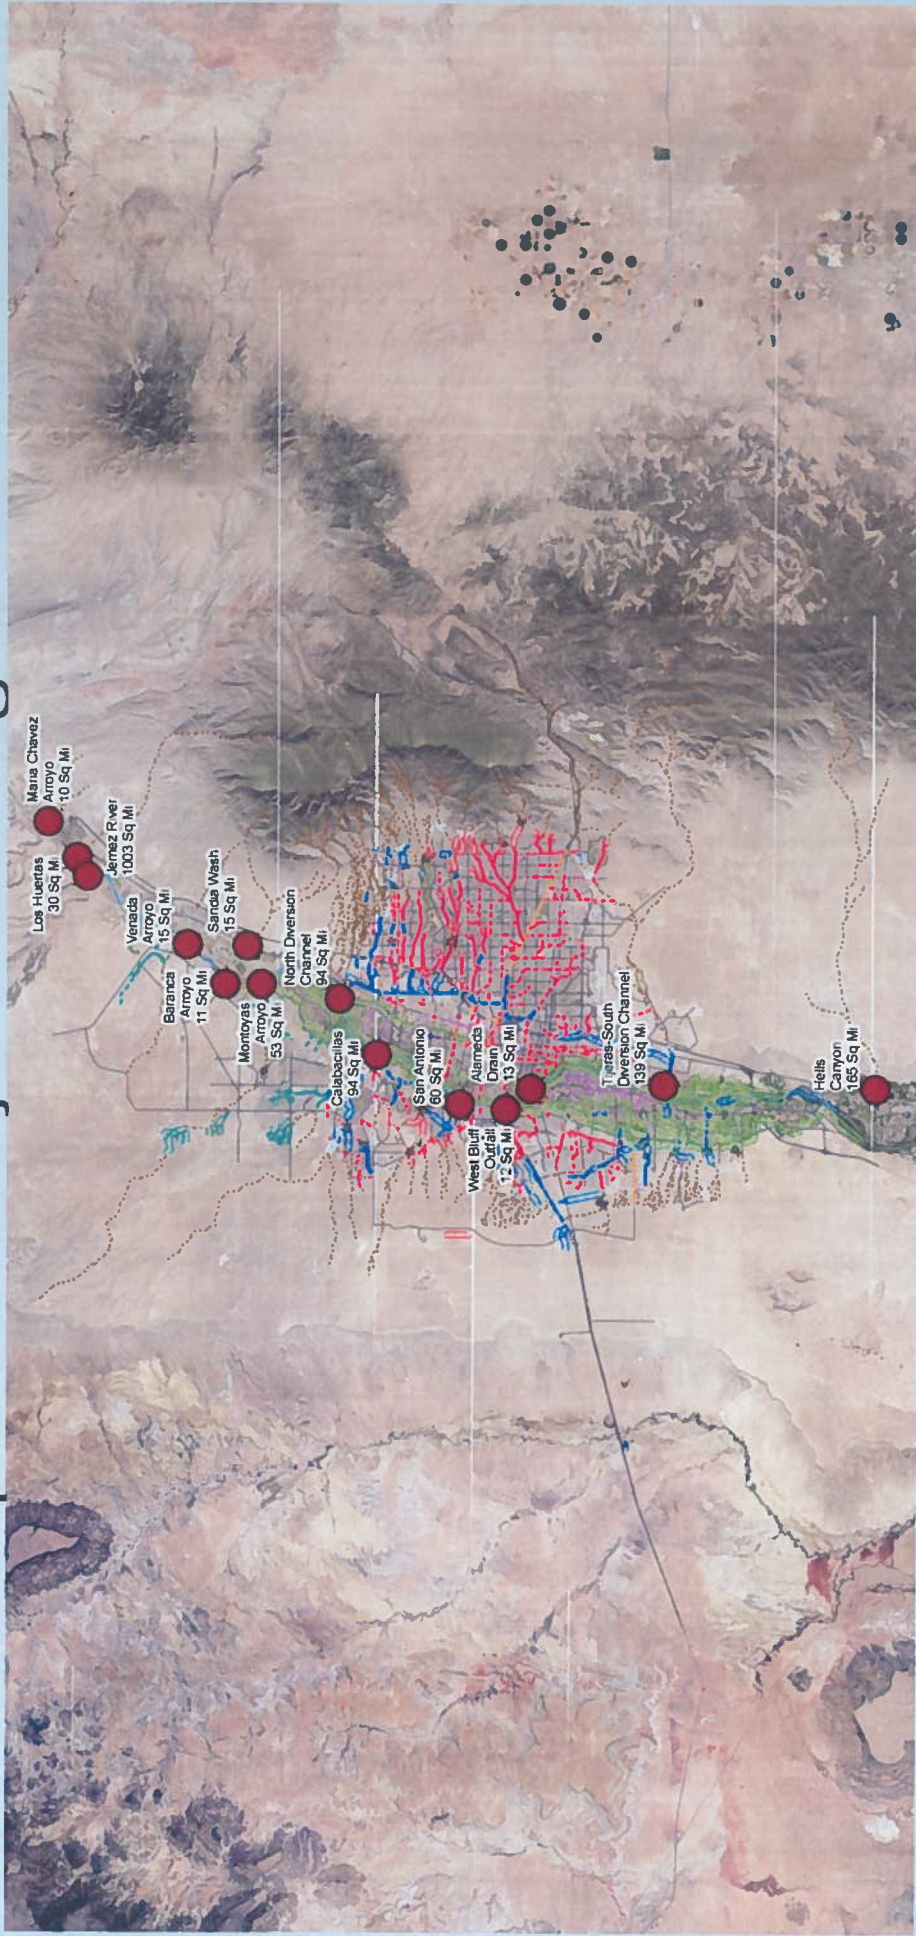 Maria Chavez
Arroyo
10 Sq Mi
Los Huertas
30 Sq Mi
Jemez River
1003 Sq Mi
Venada
Arroyo
15 Sq Mi
Sandia Wash
15 Sq Mi
Baranca
Arroyo
11 Sq Mi
Montoyas
Arroyo
53 Sq Mi
North Diversion
Channel
94 Sq Mi
Calabacillas
94 Sq Mi
San Antonio
60 Sq Mi
Alameda
Drain
13 Sq Mi
West Bluff
Outfall
12 Sq Mi
Tijeras-South
Diversion Channel
139 Sq Mi
Hells
Canyon
165 Sq Mi